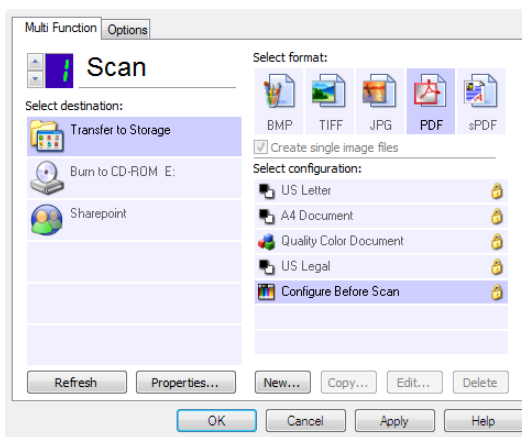 Multi Function
Options
1
Scan
Select destination:
Transfer to Storage
Burn to CD-ROM E:
Sharepoint
Refresh
Properties...
Select format:
BMP
TIFF
JPG
PDF
sPDF
Create single image files
Select configuration:
US Letter
A4 Document
Quality Color Document
US Legal
Configure Before Scan
New...
Copy...
Edit...
Delete
OK
Cancel
Apply
Help